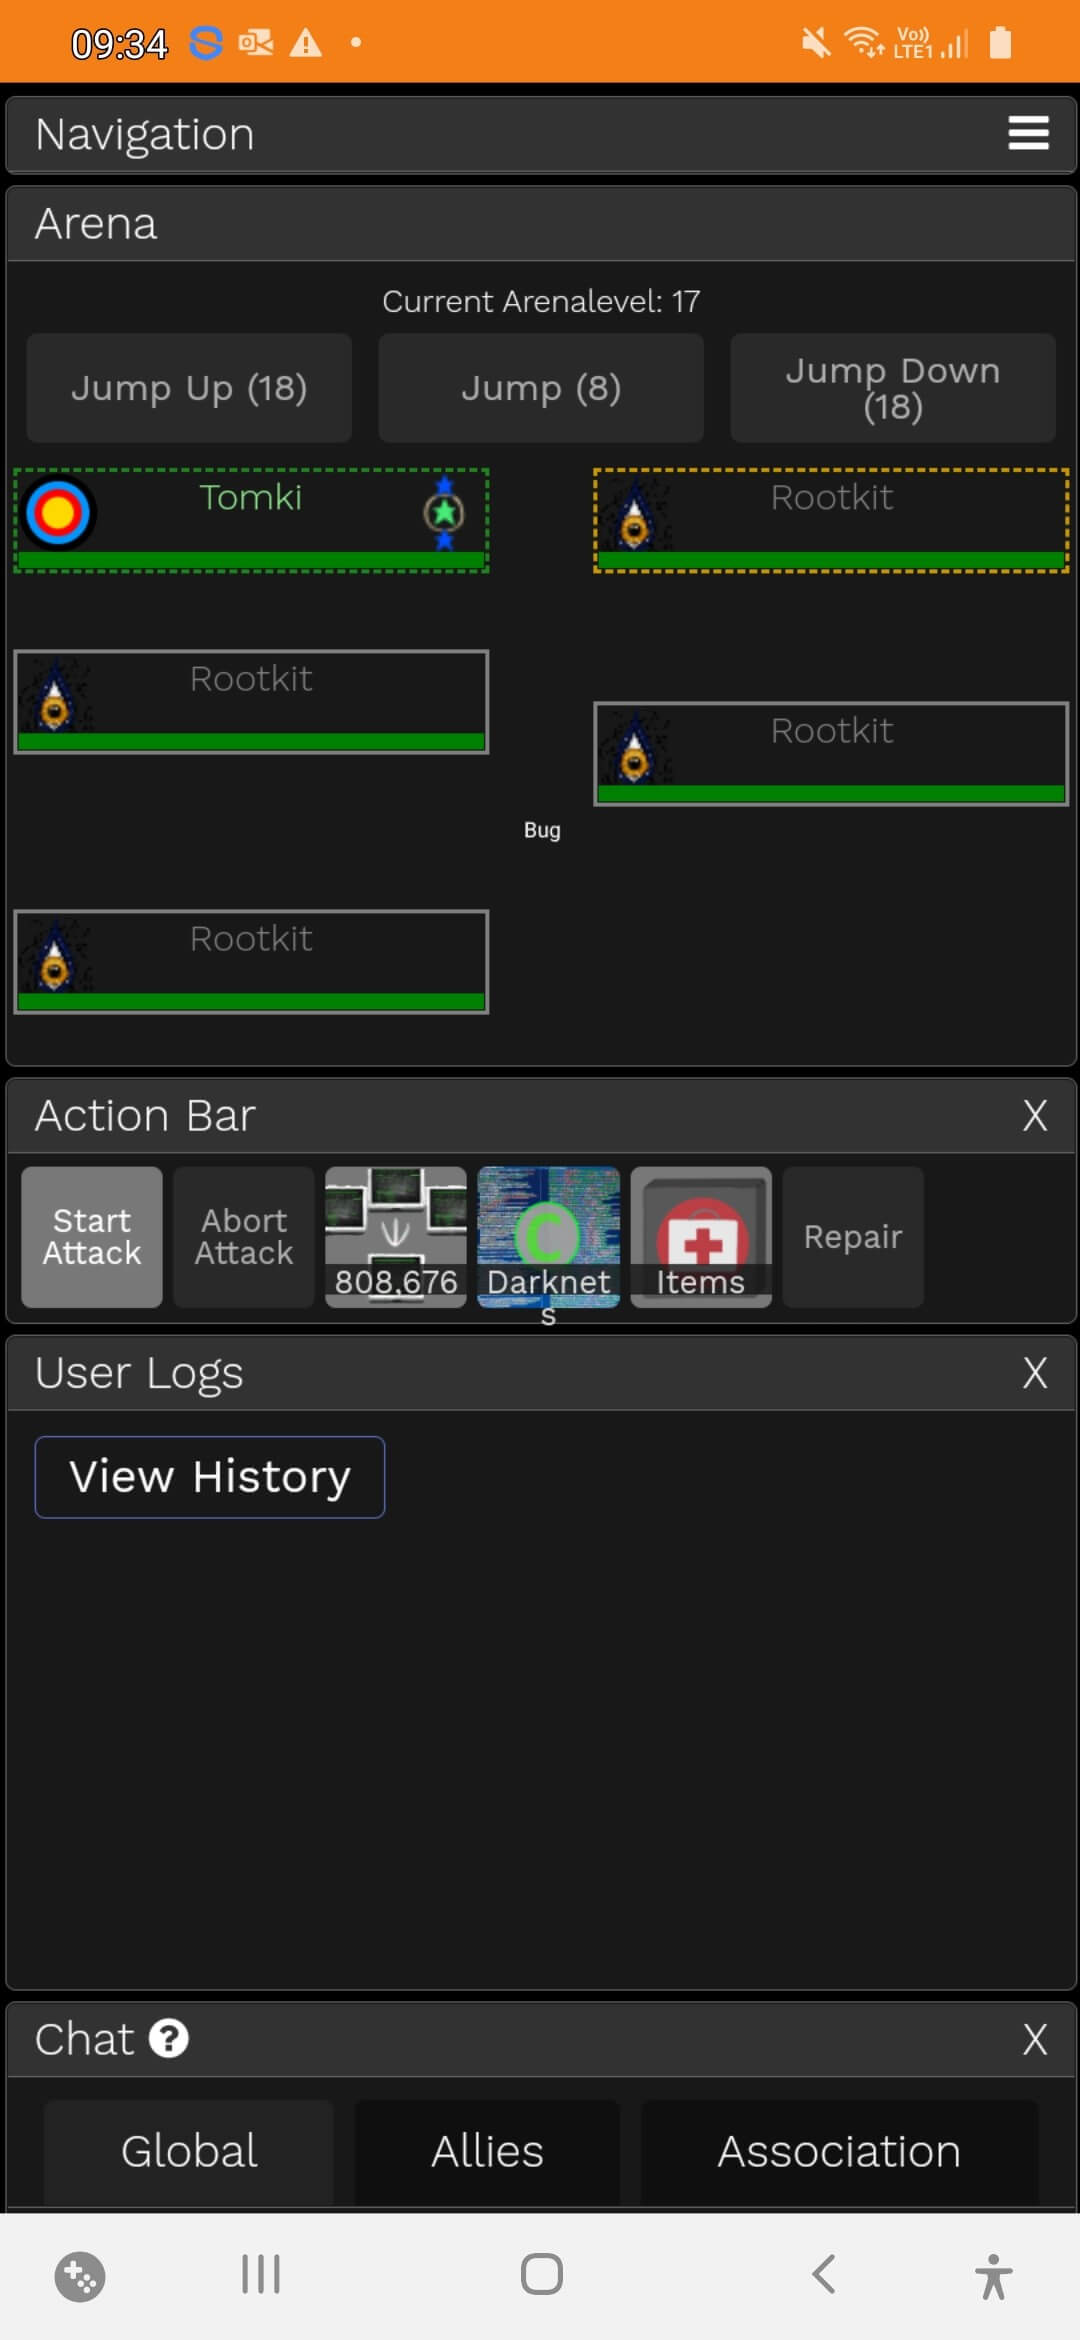 09:34
Vo))
LTE1
Navigation
Arena
Current Arenalevel: 17
Jump Up (18)
Jump (8)
Jump Down
(18)
Tomki
Rootkit
Rootkit
Rootkit
Bug
Rootkit
Action Bar
X
Start
Attack
Abort
Attack
808,676
Darknet
s
Items
Repair
User Logs
X
View History
Chat ?
X
Global
Allies
Association